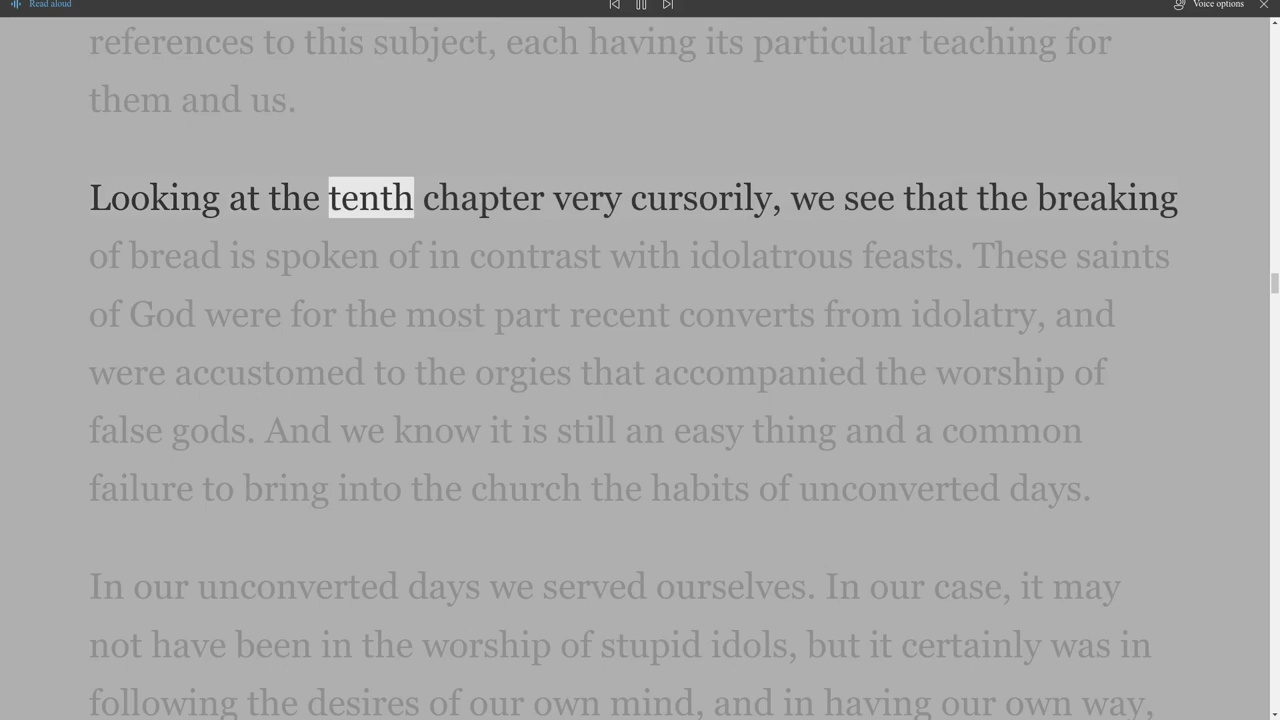 Read aloud
Voice options
references to this subject, each having its particular teaching for
them and us.
Looking at the tenth chapter very cursorily, we see that the breaking
of bread is spoken of in contrast with idolatrous feasts. These saints
of God were for the most part recent converts from idolatry, and
were accustomed to the orgies that accompanied the worship of
false gods. And we know it is still an easy thing and a common
failure to bring into the church the habits of unconverted days.
In our unconverted days we served ourselves. In our case, it may
not have been in the worship of stupid idols, but it certainly was in
following the desires of our own mind, and in having our own way,